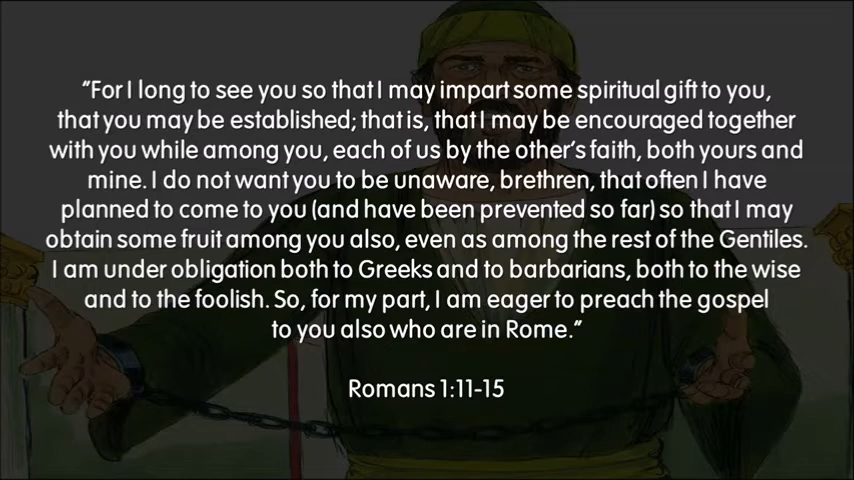 “For I long to see you so that I may impart some spiritual gift to you,
that you may be established; that is, that I may be encouraged together
with you while among you, each of us by the other’s faith, both yours and
mine. I do not want you to be unaware, brethren, that often I have
planned to come to you (and have been prevented so far) so that I may
obtain some fruit among you also, even as among the rest of the Gentiles.
I am under obligation both to Greeks and to barbarians, both to the wise
and to the foolish. So, for my part, I am eager to preach the gospel
to you also who are in Rome.”
Romans 1:11-15